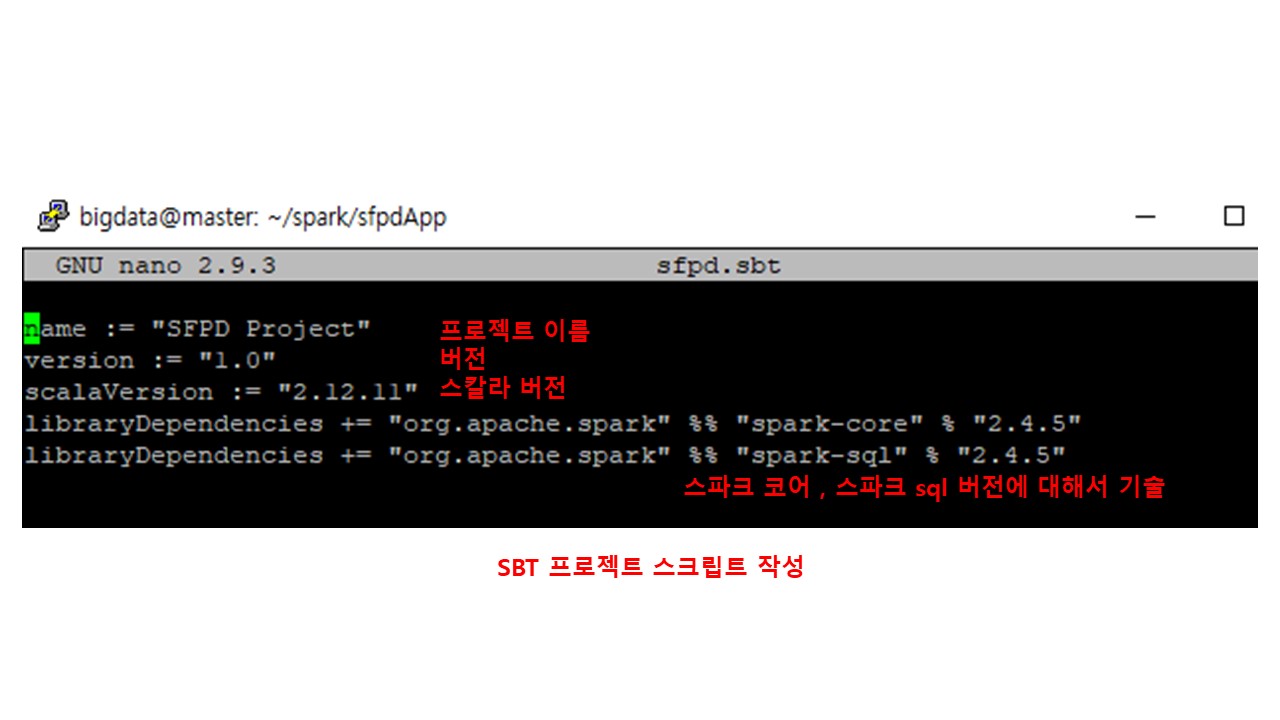 bigdata@master: ~/spark/sfpdApp
GNU nano 2.9.3 sfpd.sbt
name := "SFPD Project" 프로젝트 이름
version := "1.0" 버전
scalaVersion := "2.12.11" 스칼라 버전
libraryDependencies += "org.apache.spark" %% "spark-core" % "2.4.5"
libraryDependencies += "org.apache.spark" %% "spark-sql" % "2.4.5"
스파크 코어 , 스파크 sql 버전에 대해서 기술
SBT 프로젝트 스크립트 작성